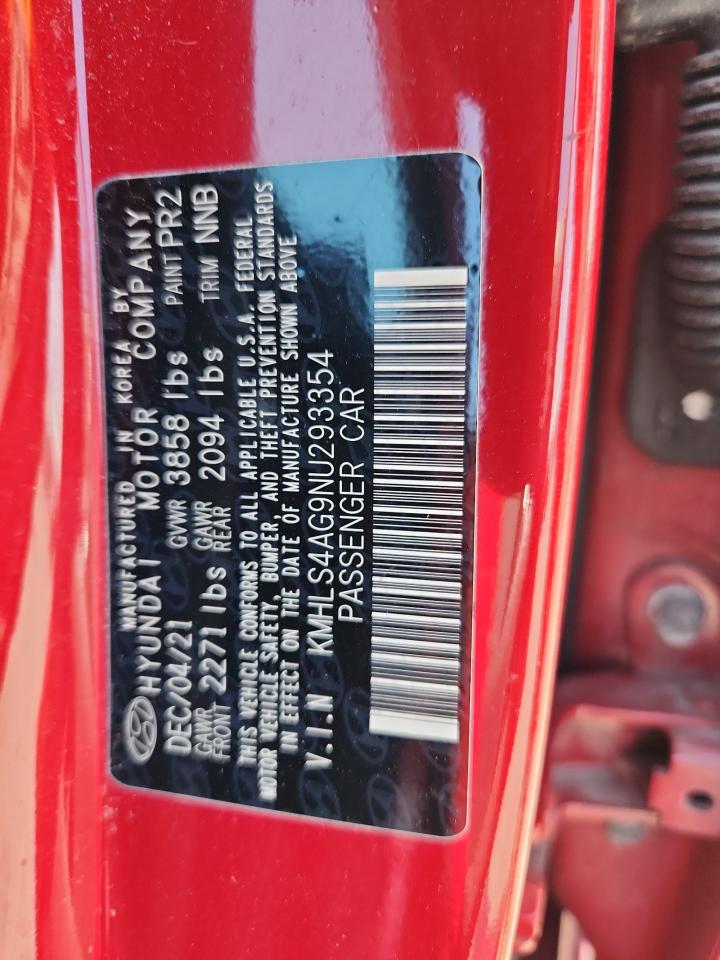 MANUFACTURED IN KOREA BY
HYUNDAI MOTOR COMPANY
DEC/04/21 GVWR 3858 lbs PAINT PR2
GAWR FRONT 2271 lbs GAWR REAR 2094 lbs TRIM NNB
THIS VEHICLE CONFORMS TO ALL APPLICABLE U.S.A. FEDERAL
MOTOR VEHICLE SAFETY, BUMPER, AND THEFT PREVENTION STANDARDS
IN EFFECT ON THE DATE OF MANUFACTURE SHOWN ABOVE
V.I.N KMHLS4AG9NU293354
PASSENGER CAR